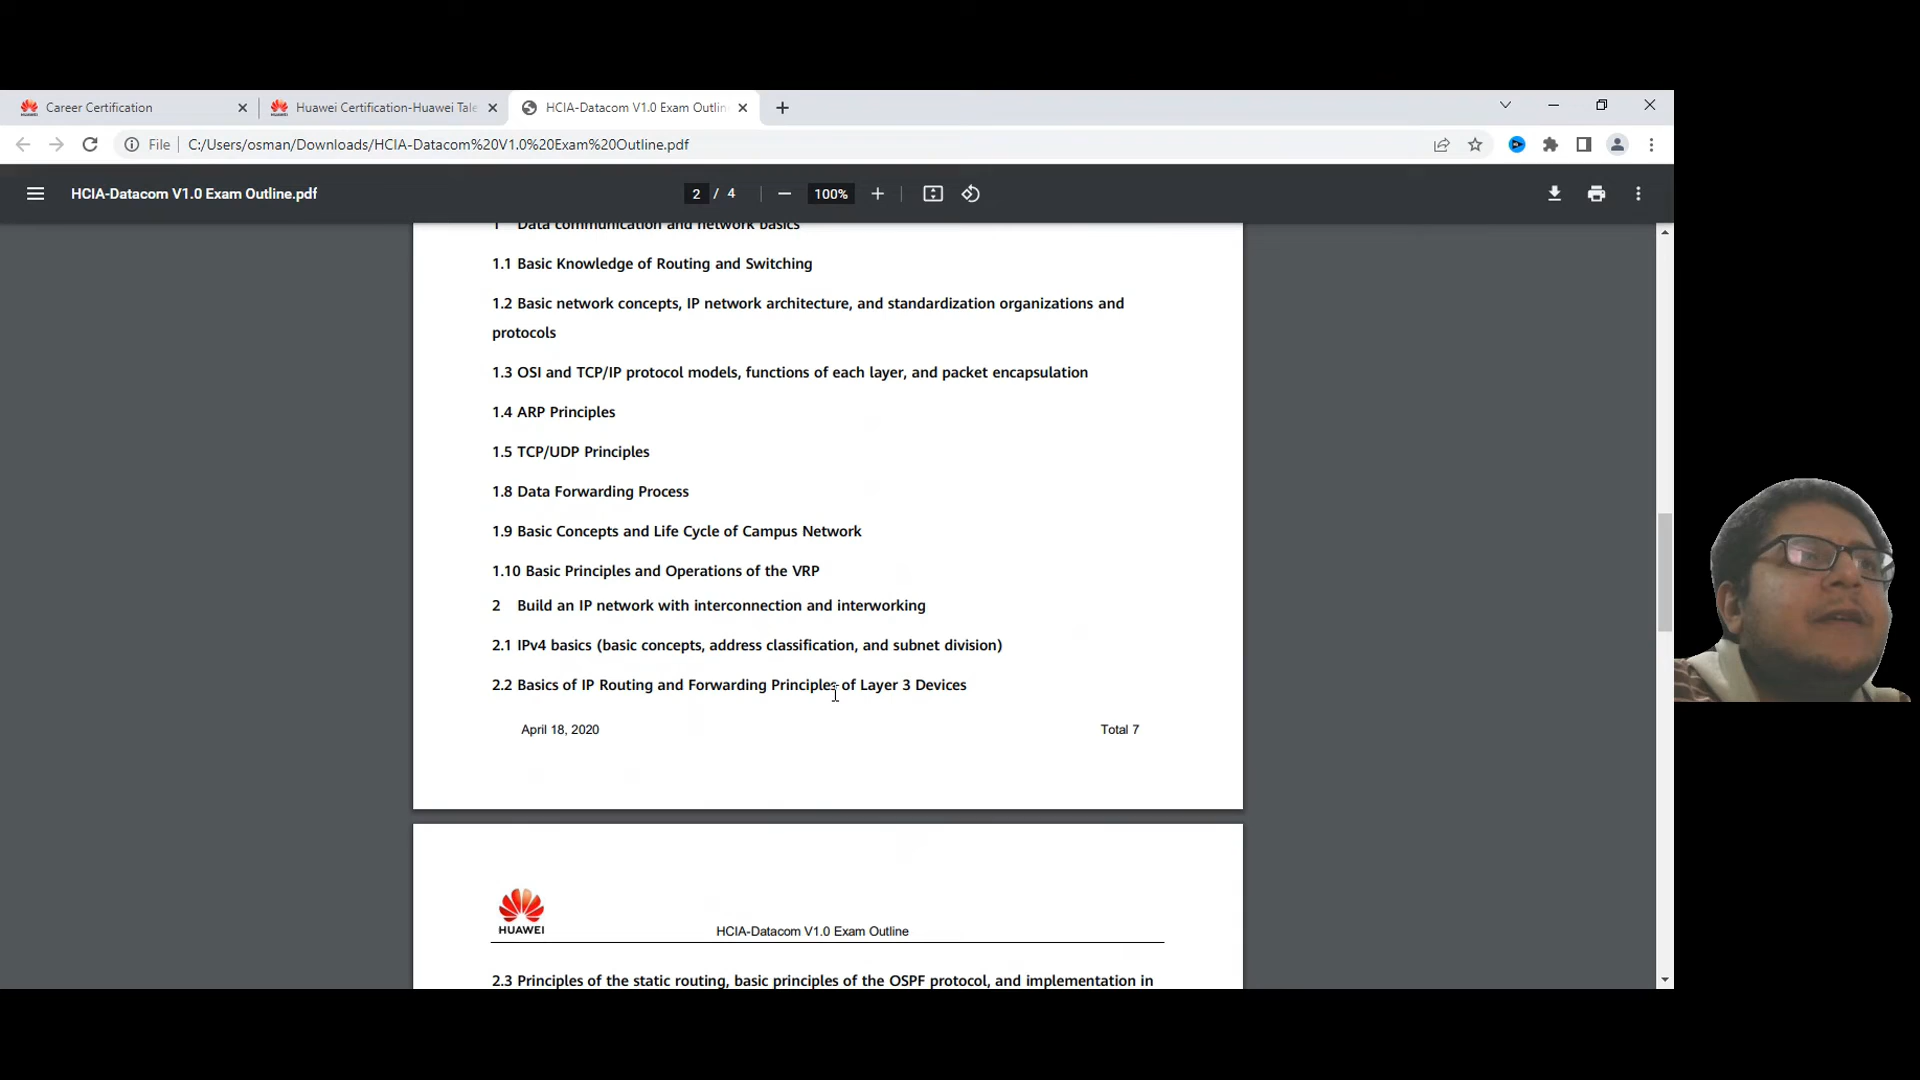 Career Certification
Huawei Certification-Huawei Tale
HCIA-Datacom V1.0 Exam Outlin
File
C:/Users/osman/Downloads/HCIA-Datacom%20V1.0%20Exam%20Outline.pdf
HCIA-Datacom V1.0 Exam Outline.pdf
2 / 4
100%
1 Data communication and network basics
1.1 Basic Knowledge of Routing and Switching
1.2 Basic network concepts, IP network architecture, and standardization organizations and
protocols
1.3 OSI and TCP/IP protocol models, functions of each layer, and packet encapsulation
1.4 ARP Principles
1.5 TCP/UDP Principles
1.8 Data Forwarding Process
1.9 Basic Concepts and Life Cycle of Campus Network
1.10 Basic Principles and Operations of the VRP
2 Build an IP network with interconnection and interworking
2.1 IPv4 basics (basic concepts, address classification, and subnet division)
2.2 Basics of IP Routing and Forwarding Principles of Layer 3 Devices
April 18, 2020
Total 7
HUAWEI
HCIA-Datacom V1.0 Exam Outline
2.3 Principles of the static routing, basic principles of the OSPF protocol, and implementation in